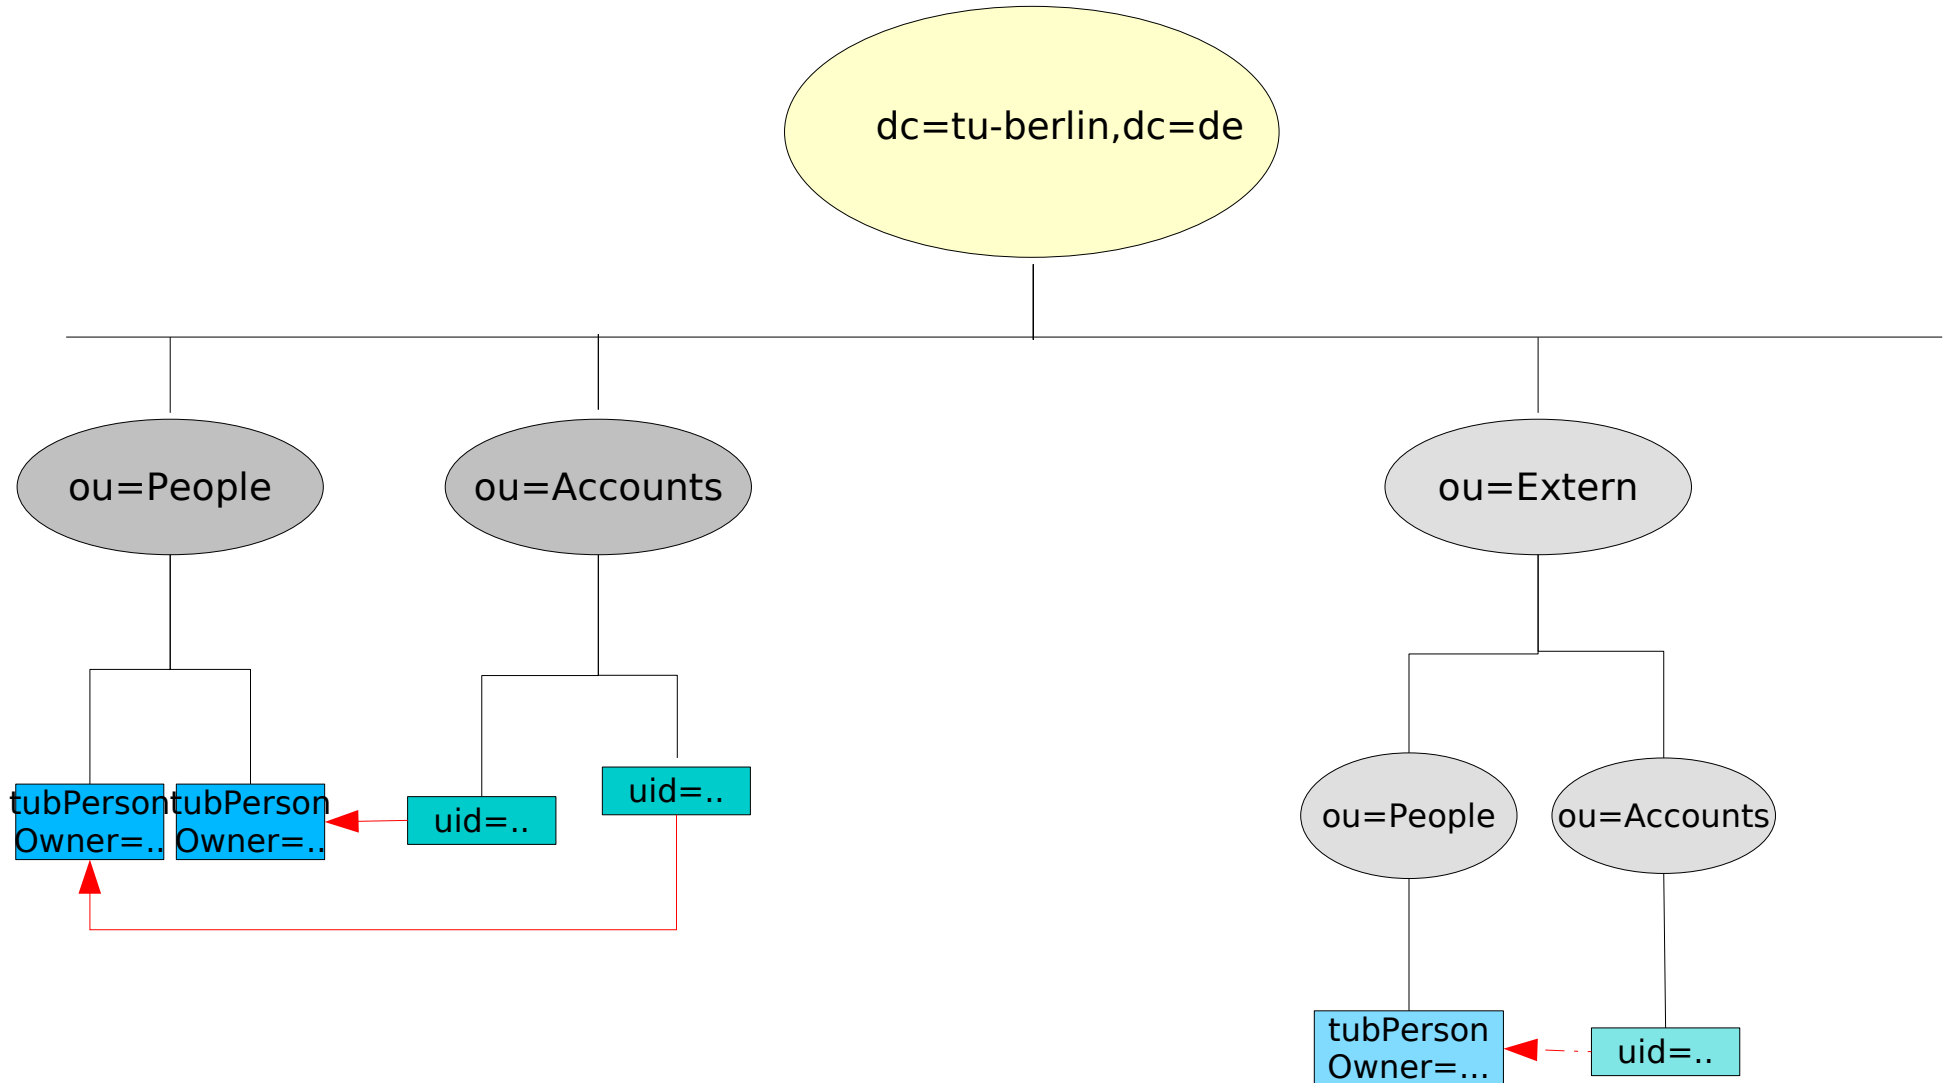 dc=tu-berlin,dc=de
ou=People
ou=Accounts
ou=Extern
tubPerson
Owner=..
tubPerson
Owner=..
uid=..
uid=..
ou=People
ou=Accounts
tubPerson
Owner=...
uid=..